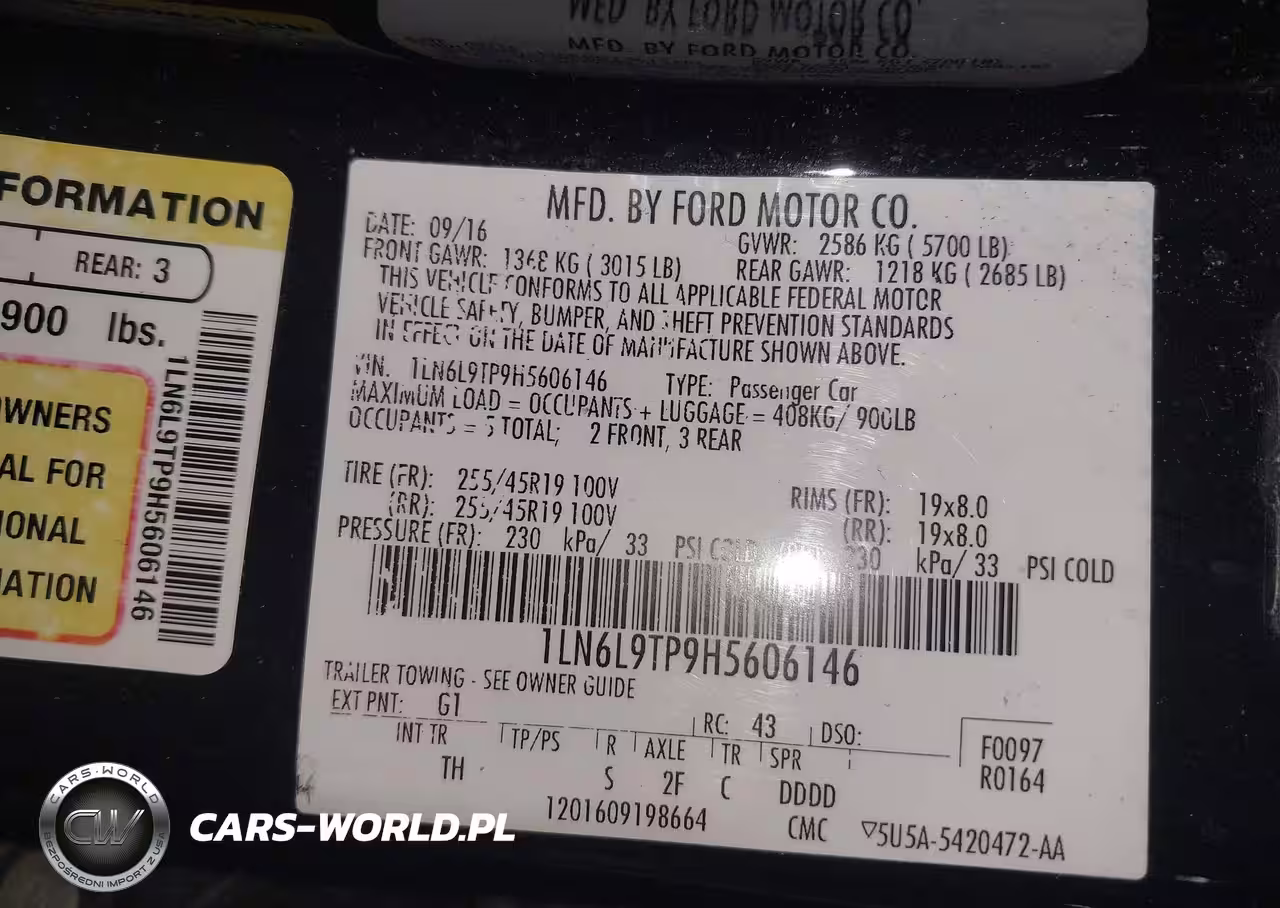 MFD. BY FORD MOTOR CO.
FORMATION
REAR: 3
900 lbs.
OWNERS
AL FOR
IONAL
ATION
1LN6L9TP9H5606146
MFD. BY FORD MOTOR CO.
DATE: 09/16 GVWR: 2586 KG ( 5700 LB)
FRONT GAWR: 1368 KG ( 3015 LB) REAR GAWR: 1218 KG ( 2685 LB)
THIS VEHICLE CONFORMS TO ALL APPLICABLE FEDERAL MOTOR
VEHICLE SAFETY, BUMPER, AND THEFT PREVENTION STANDARDS
IN EFFECT ON THE DATE OF MANUFACTURE SHOWN ABOVE.
VIN. 1LN6L9TP9H5606146 TYPE: Passenger Car
MAXIMUM LOAD = OCCUPANTS + LUGGAGE = 408KG/ 900LB
OCCUPANTS = 5 TOTAL; 2 FRONT, 3 REAR
TIRE (FR): 255/45R19 100V RIMS (FR): 19x8.0
(RR): 255/45R19 100V (RR): 19x8.0
PRESSURE (FR): 230 kPa/ 33 PSI COLD 230 kPa/ 33 PSI COLD
1LN6L9TP9H5606146
TRAILER TOWING - SEE OWNER GUIDE
EXT PNT: G1 RC: 43 DSO:
INT TR TP/PS R AXLE TR SPR F0097
TH S 2F C DDDD R0164
1201609198664 CMC ▽5U5A-5420472-AA
CARS-WORLD
CW
BEZPOŚREDNI IMPORT Z USA
CARS-WORLD.PL